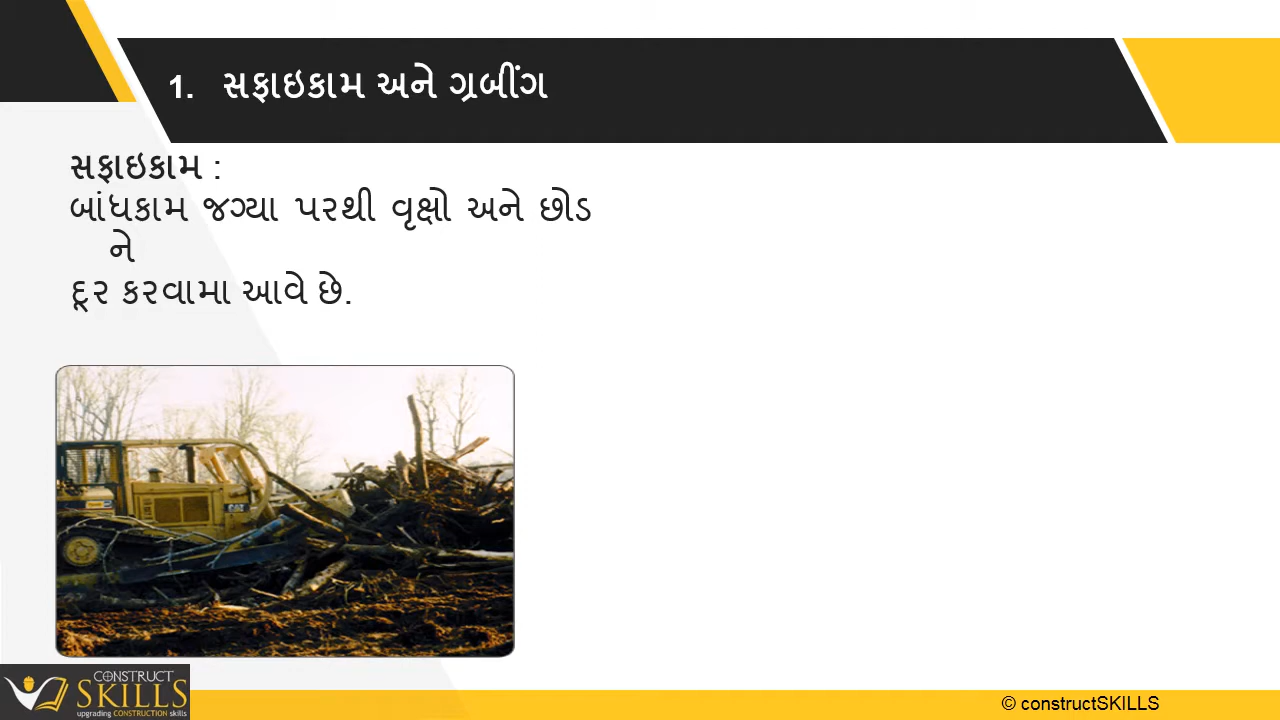 1. સફાઇકામ અને ગ્રબીંગ
સફાઇકામ :
બાંધકામ જગ્યા પરથી વૃક્ષો અને છોડ
ને
દૂર કરવામા આવે છે.
CAT
CONSTRUCT
SKILLS
upgrading CONSTRUCTION skills
© constructSKILLS